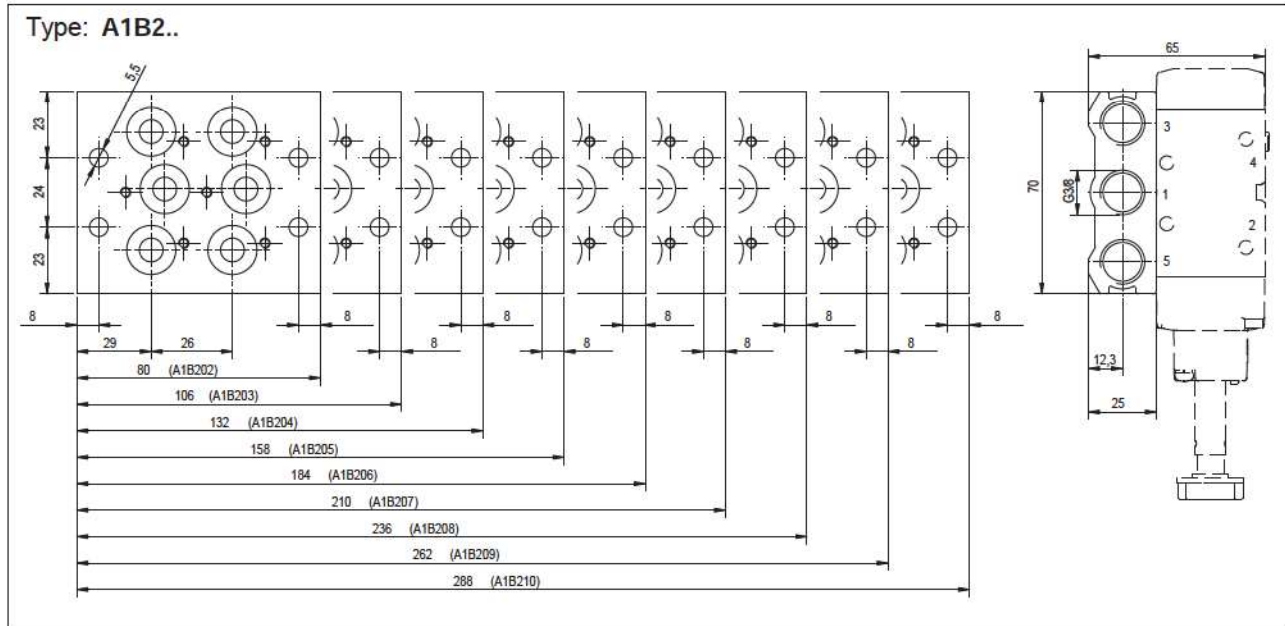 Type: A1B2..
5,5
23
24
23
8
8
8
8
8
8
8
8
8
8
29
26
80 (A1B202)
106 (A1B203)
132 (A1B204)
158 (A1B205)
184 (A1B206)
210 (A1B207)
236 (A1B208)
262 (A1B209)
288 (A1B210)
65
3
4
70
G3/8
1
2
5
12,3
25